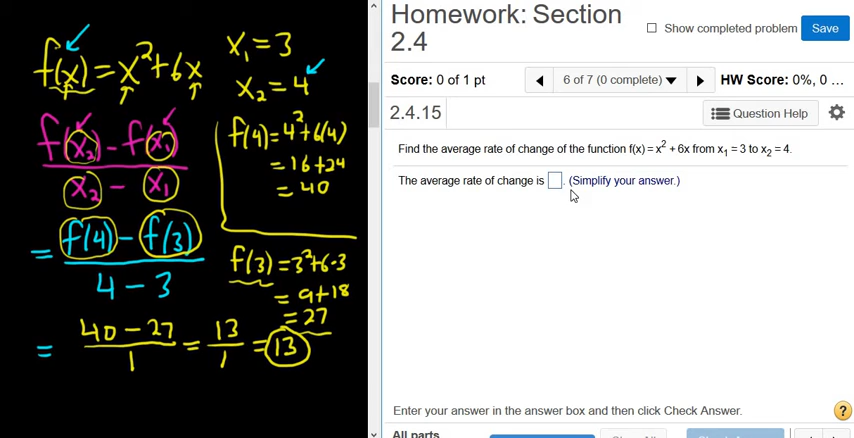 f(x) = x² + 6x
x₁ = 3
x₂ = 4
f(x₂) − f(x₁)
x₂ − x₁
f(4) = 4² + 6(4)
= 16 + 24
= 40
= f(4) − f(3)
4 − 3
f(3) = 3² + 6·3
= 9 + 18
= 27
= 40 − 27
1
= 13
1
= 13
Homework: Section 2.4
Show completed problem
Save
Score: 0 of 1 pt
6 of 7 (0 complete)
HW Score: 0%, 0 ...
2.4.15
Question Help
Find the average rate of change of the function f(x) = x² + 6x from x₁ = 3 to x₂ = 4.
The average rate of change is . (Simplify your answer.)
Enter your answer in the answer box and then click Check Answer.
?
All parts